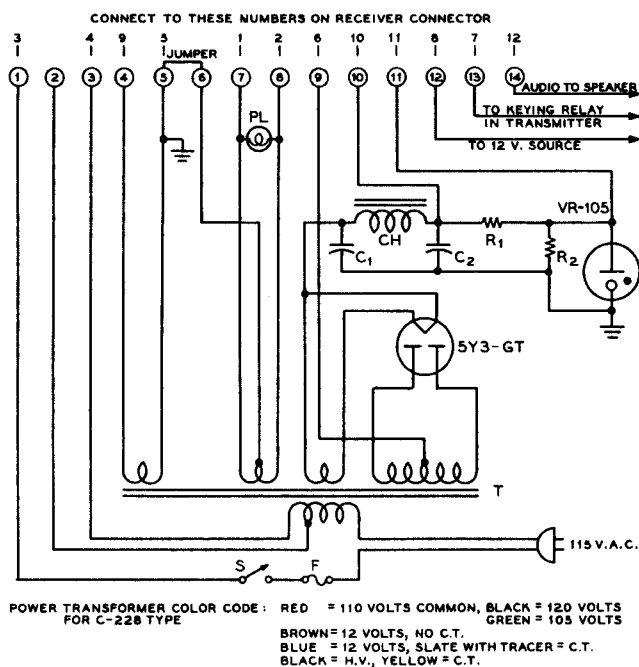 CONNECT TO THESE NUMBERS ON RECEIVER CONNECTOR
3 4 9 5 1 2 6 10 11 8 7 12
JUMPER
1 2 3 4 5 6 7 8 9 10 11 12 13 14
AUDIO TO SPEAKER
PL
TO KEYING RELAY
IN TRANSMITTER
TO 12 V. SOURCE
VR-105
CH
R1
C1
C2
R2
5Y3-GT
T
115 V.A.C.
S
F
POWER TRANSFORMER COLOR CODE: RED = 110 VOLTS COMMON, BLACK = 120 VOLTS
FOR C-228 TYPE GREEN = 105 VOLTS
BROWN = 12 VOLTS, NO C.T.
BLUE = 12 VOLTS, SLATE WITH TRACER = C.T.
BLACK = H.V., YELLOW = C.T.